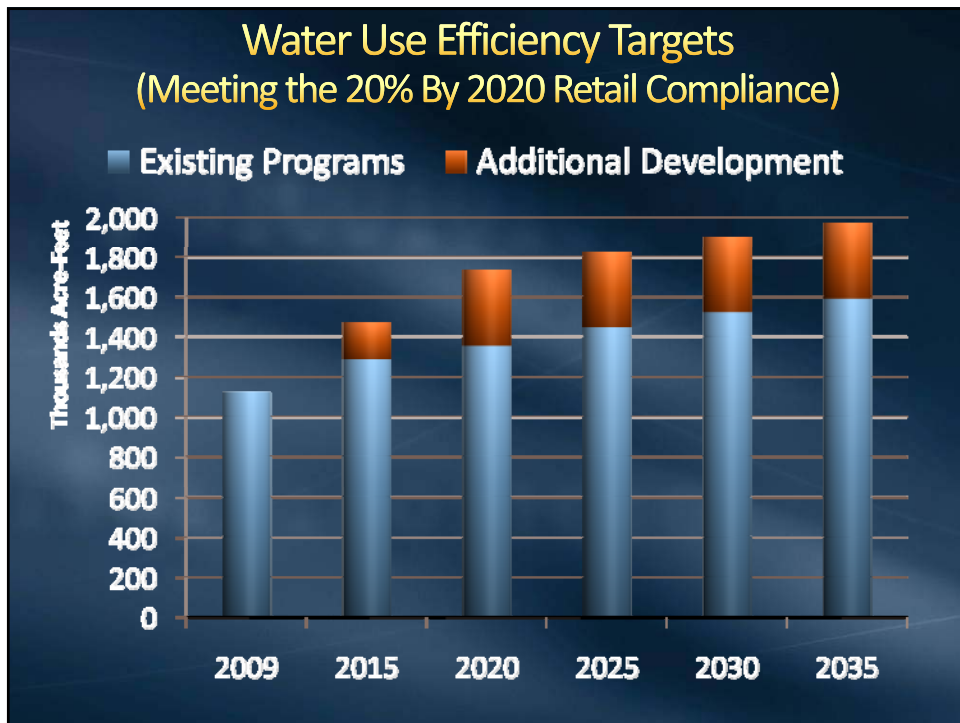 Water Use Efficiency Targets
(Meeting the 20% By 2020 Retail Compliance)
Existing Programs Additional Development
Thousands Acre-Feet
2,000
1,800
1,600
1,400
1,200
1,000
800
600
400
200
0
2009 2015 2020 2025 2030 2035